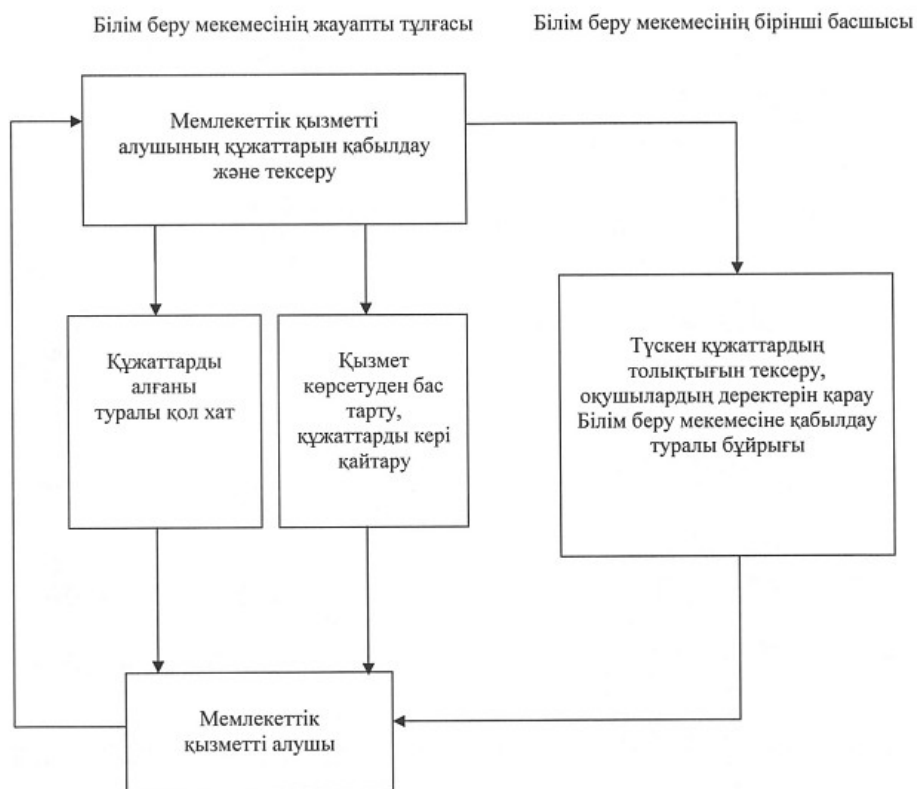 Білім беру мекемесінің жауапты тұлғасы
Білім беру мекемесінің бірінші басшысы
Мемлекеттік қызметті
алушының құжаттарын қабылдау
және тексеру
Құжаттарды
алғаны
туралы қол хат
Қызмет
көрсетуден бас
тарту,
құжаттарды кері
қайтару
Түскен құжаттардың
толықтығын тексеру,
оқушылардың деректерін қарау
Білім беру мекемесіне қабылдау
туралы бұйрығы
Мемлекеттік
қызметті алушы